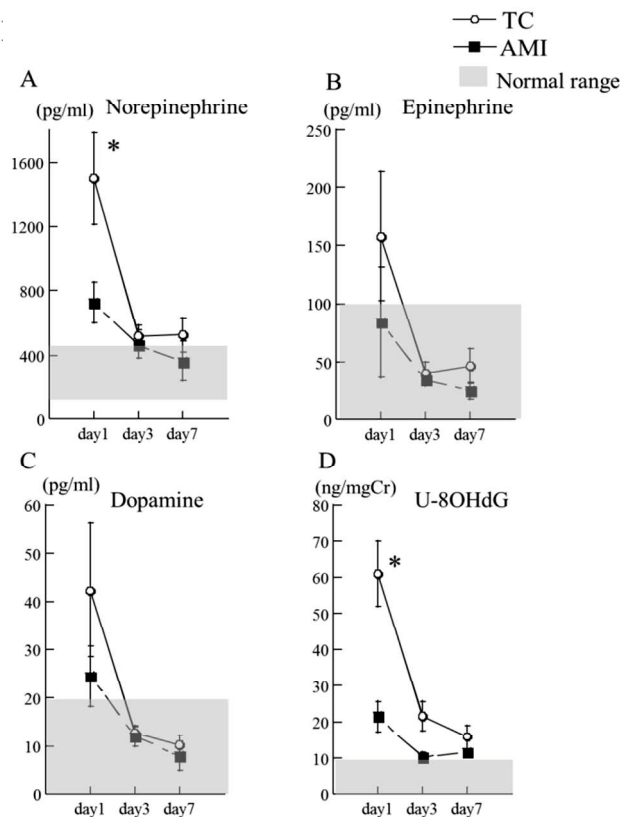 TC
AMI
Normal range
A
(pg/ml)
Norepinephrine
1600
1200
800
400
0
*
day1 day3 day7
B
(pg/ml)
Epinephrine
250
200
150
100
50
0
day1 day3 day7
C
(pg/ml)
Dopamine
60
50
40
30
20
10
0
day1 day3 day7
D
(ng/mgCr)
U-8OHdG
80
70
60
50
40
30
20
10
0
*
day1 day3 day7